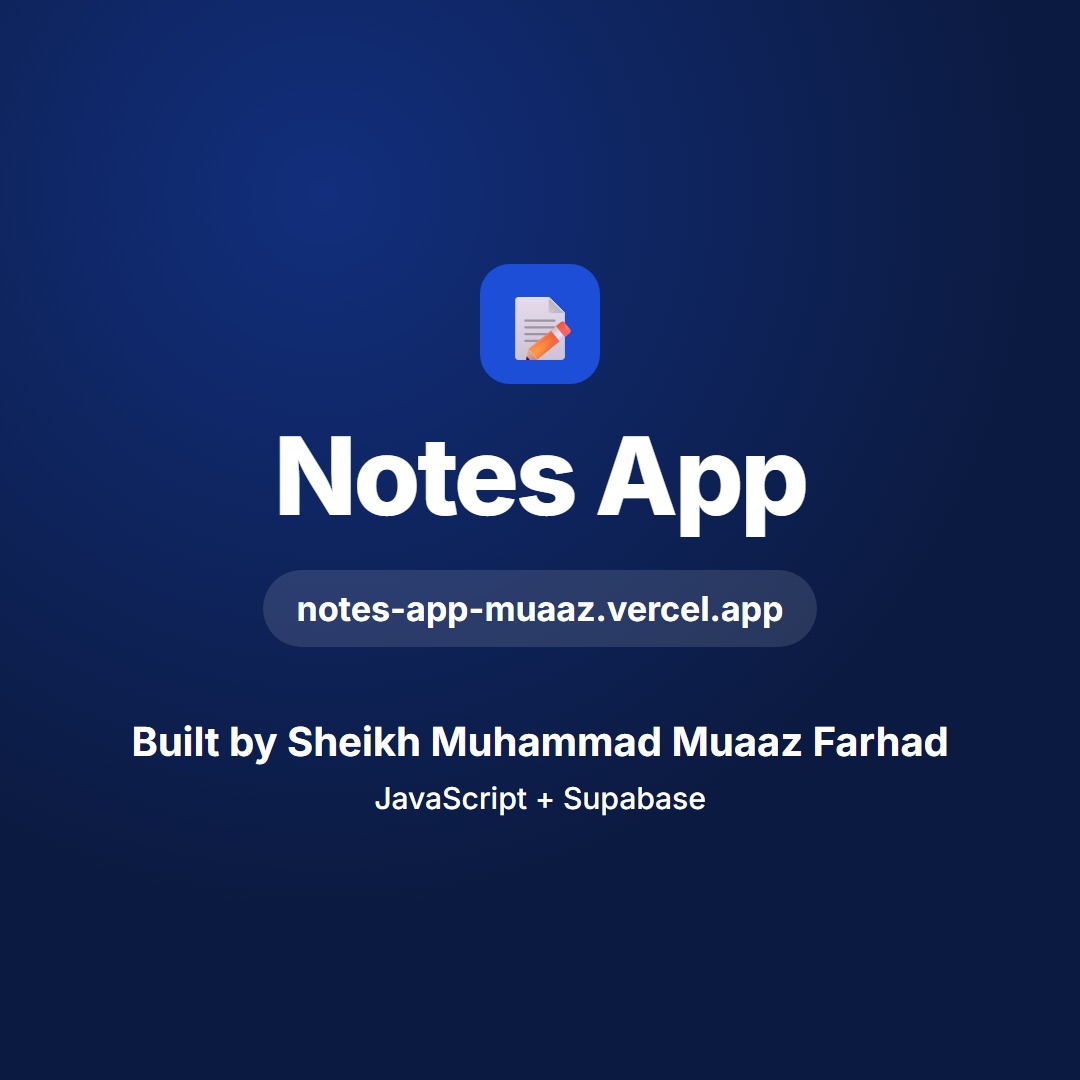 Notes App
notes-app-muaaz.vercel.app
Built by Sheikh Muhammad Muaaz Farhad
JavaScript + Supabase